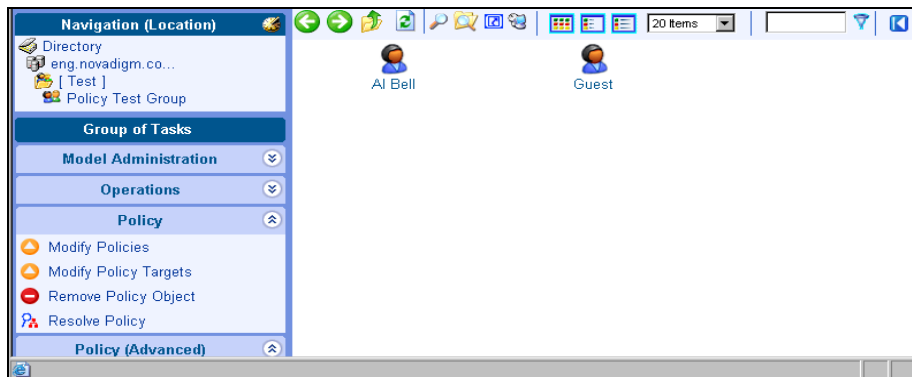 Navigation (Location)
Directory
eng.novadigm.co...
[ Test ]
Policy Test Group
Group of Tasks
Model Administration
Operations
Policy
Modify Policies
Modify Policy Targets
Remove Policy Object
Resolve Policy
Policy (Advanced)
20 Items
Al Bell
Guest